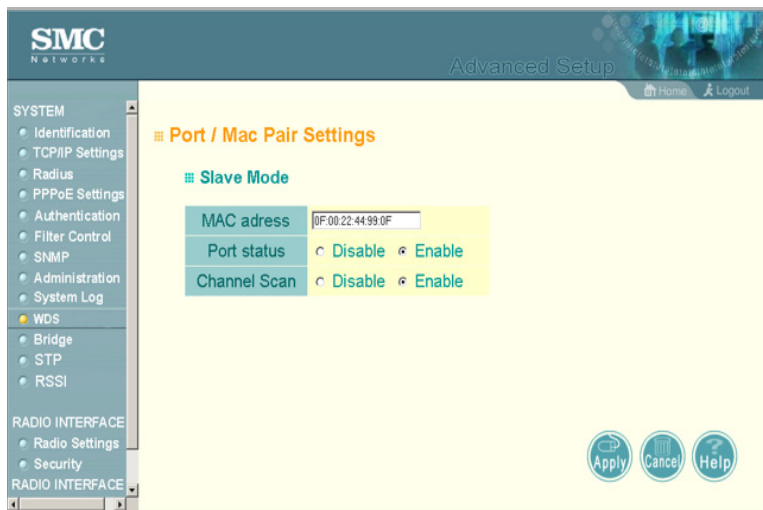 SMC
Networks
Advanced Setup
Home Logout
SYSTEM
Identification
TCP/IP Settings
Radius
PPPoE Settings
Authentication
Filter Control
SNMP
Administration
System Log
WDS
Bridge
STP
RSSI
RADIO INTERFACE
Radio Settings
Security
RADIO INTERFACE
Port / Mac Pair Settings
Slave Mode
MAC adress 0F:00:22:44:99:0F
Port status Disable Enable
Channel Scan Disable Enable
Apply Cancel Help